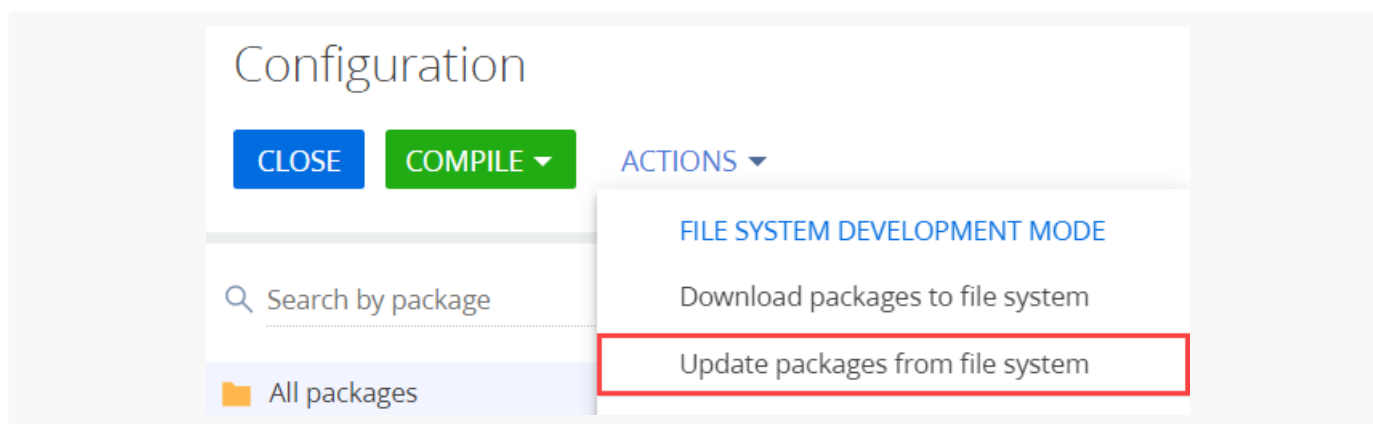 Configuration
CLOSE COMPILE ACTIONS
FILE SYSTEM DEVELOPMENT MODE
Search by package
Download packages to file system
Update packages from file system
All packages